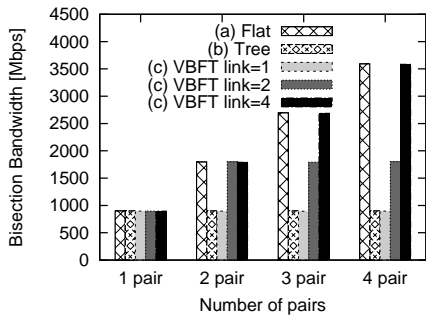 (a) Flat
(b) Tree
(c) VBFT link=1
(c) VBFT link=2
(c) VBFT link=4
Bisection Bandwidth [Mbps]
4500
4000
3500
3000
2500
2000
1500
1000
500
0
1 pair 2 pair 3 pair 4 pair
Number of pairs